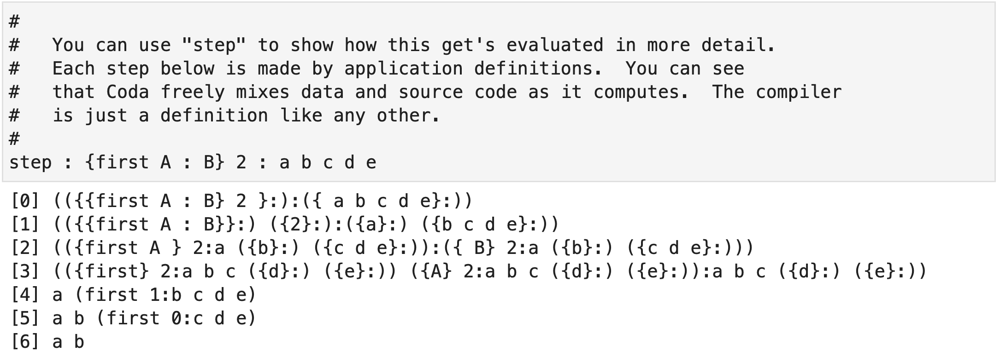 #
#   You can use "step" to show how this get's evaluated in more detail.
#   Each step below is made by application definitions.  You can see
#   that Coda freely mixes data and source code as it computes.  The compiler
#   is just a definition like any other.
#
step : {first A : B} 2 : a b c d e
[0] (({{first A : B} 2 }:):({ a b c d e}:))
[1] (({{first A : B}}:) ({2}:):({a}:) ({b c d e}:))
[2] (({first A } 2:a ({b}:) ({c d e}:)):({ B} 2:a ({b}:) ({c d e}:)))
[3] (({first} 2:a b c ({d}:) ({e}:)) ({A} 2:a b c ({d}:) ({e}:)):a b c ({d}:) ({e}:))
[4] a (first 1:b c d e)
[5] a b (first 0:c d e)
[6] a b